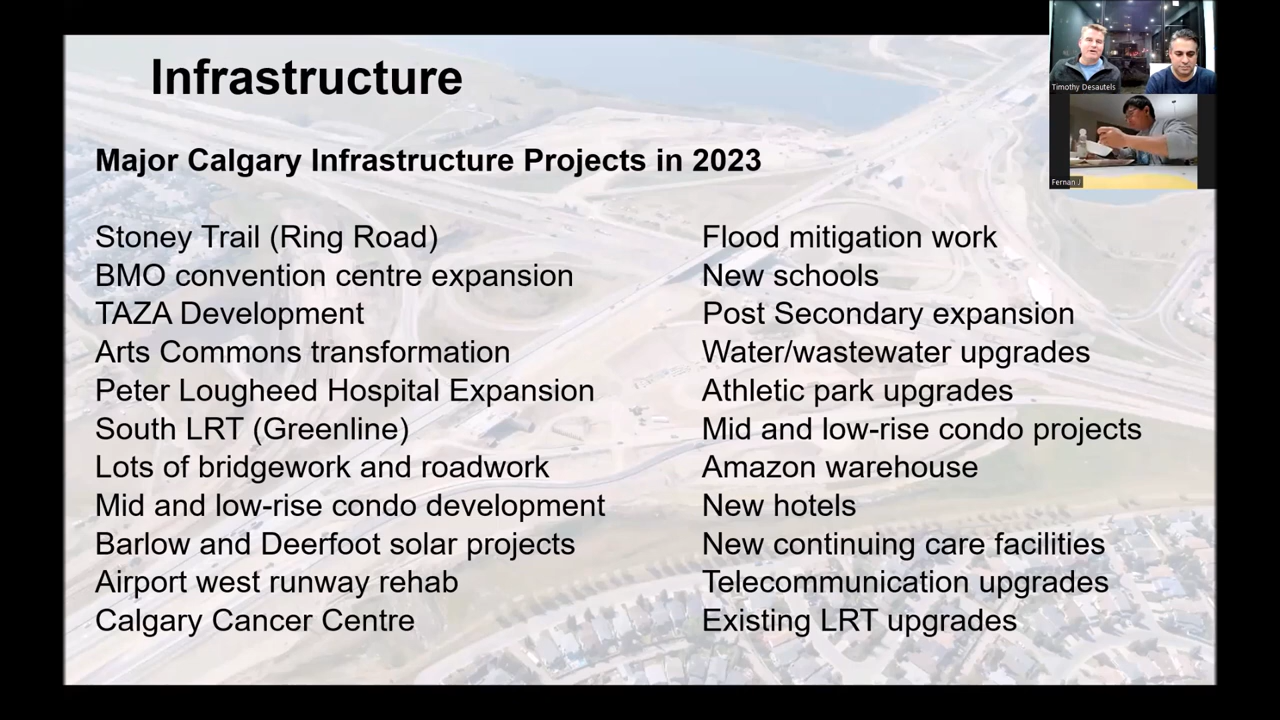 Infrastructure
Major Calgary Infrastructure Projects in 2023
Stoney Trail (Ring Road)
BMO convention centre expansion
TAZA Development
Arts Commons transformation
Peter Lougheed Hospital Expansion
South LRT (Greenline)
Lots of bridgework and roadwork
Mid and low-rise condo development
Barlow and Deerfoot solar projects
Airport west runway rehab
Calgary Cancer Centre
Flood mitigation work
New schools
Post Secondary expansion
Water/wastewater upgrades
Athletic park upgrades
Mid and low-rise condo projects
Amazon warehouse
New hotels
New continuing care facilities
Telecommunication upgrades
Existing LRT upgrades
Timothy Desautels
Fernan J